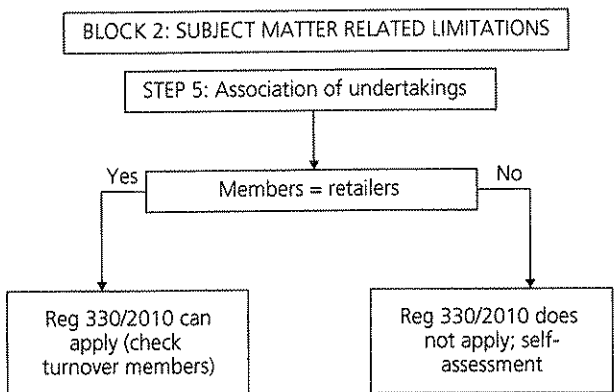 BLOCK 2: SUBJECT MATTER RELATED LIMITATIONS
STEP 5: Association of undertakings
Yes
Members = retailers
No
Reg 330/2010 can
apply (check
turnover members)
Reg 330/2010 does
not apply; self-
assessment